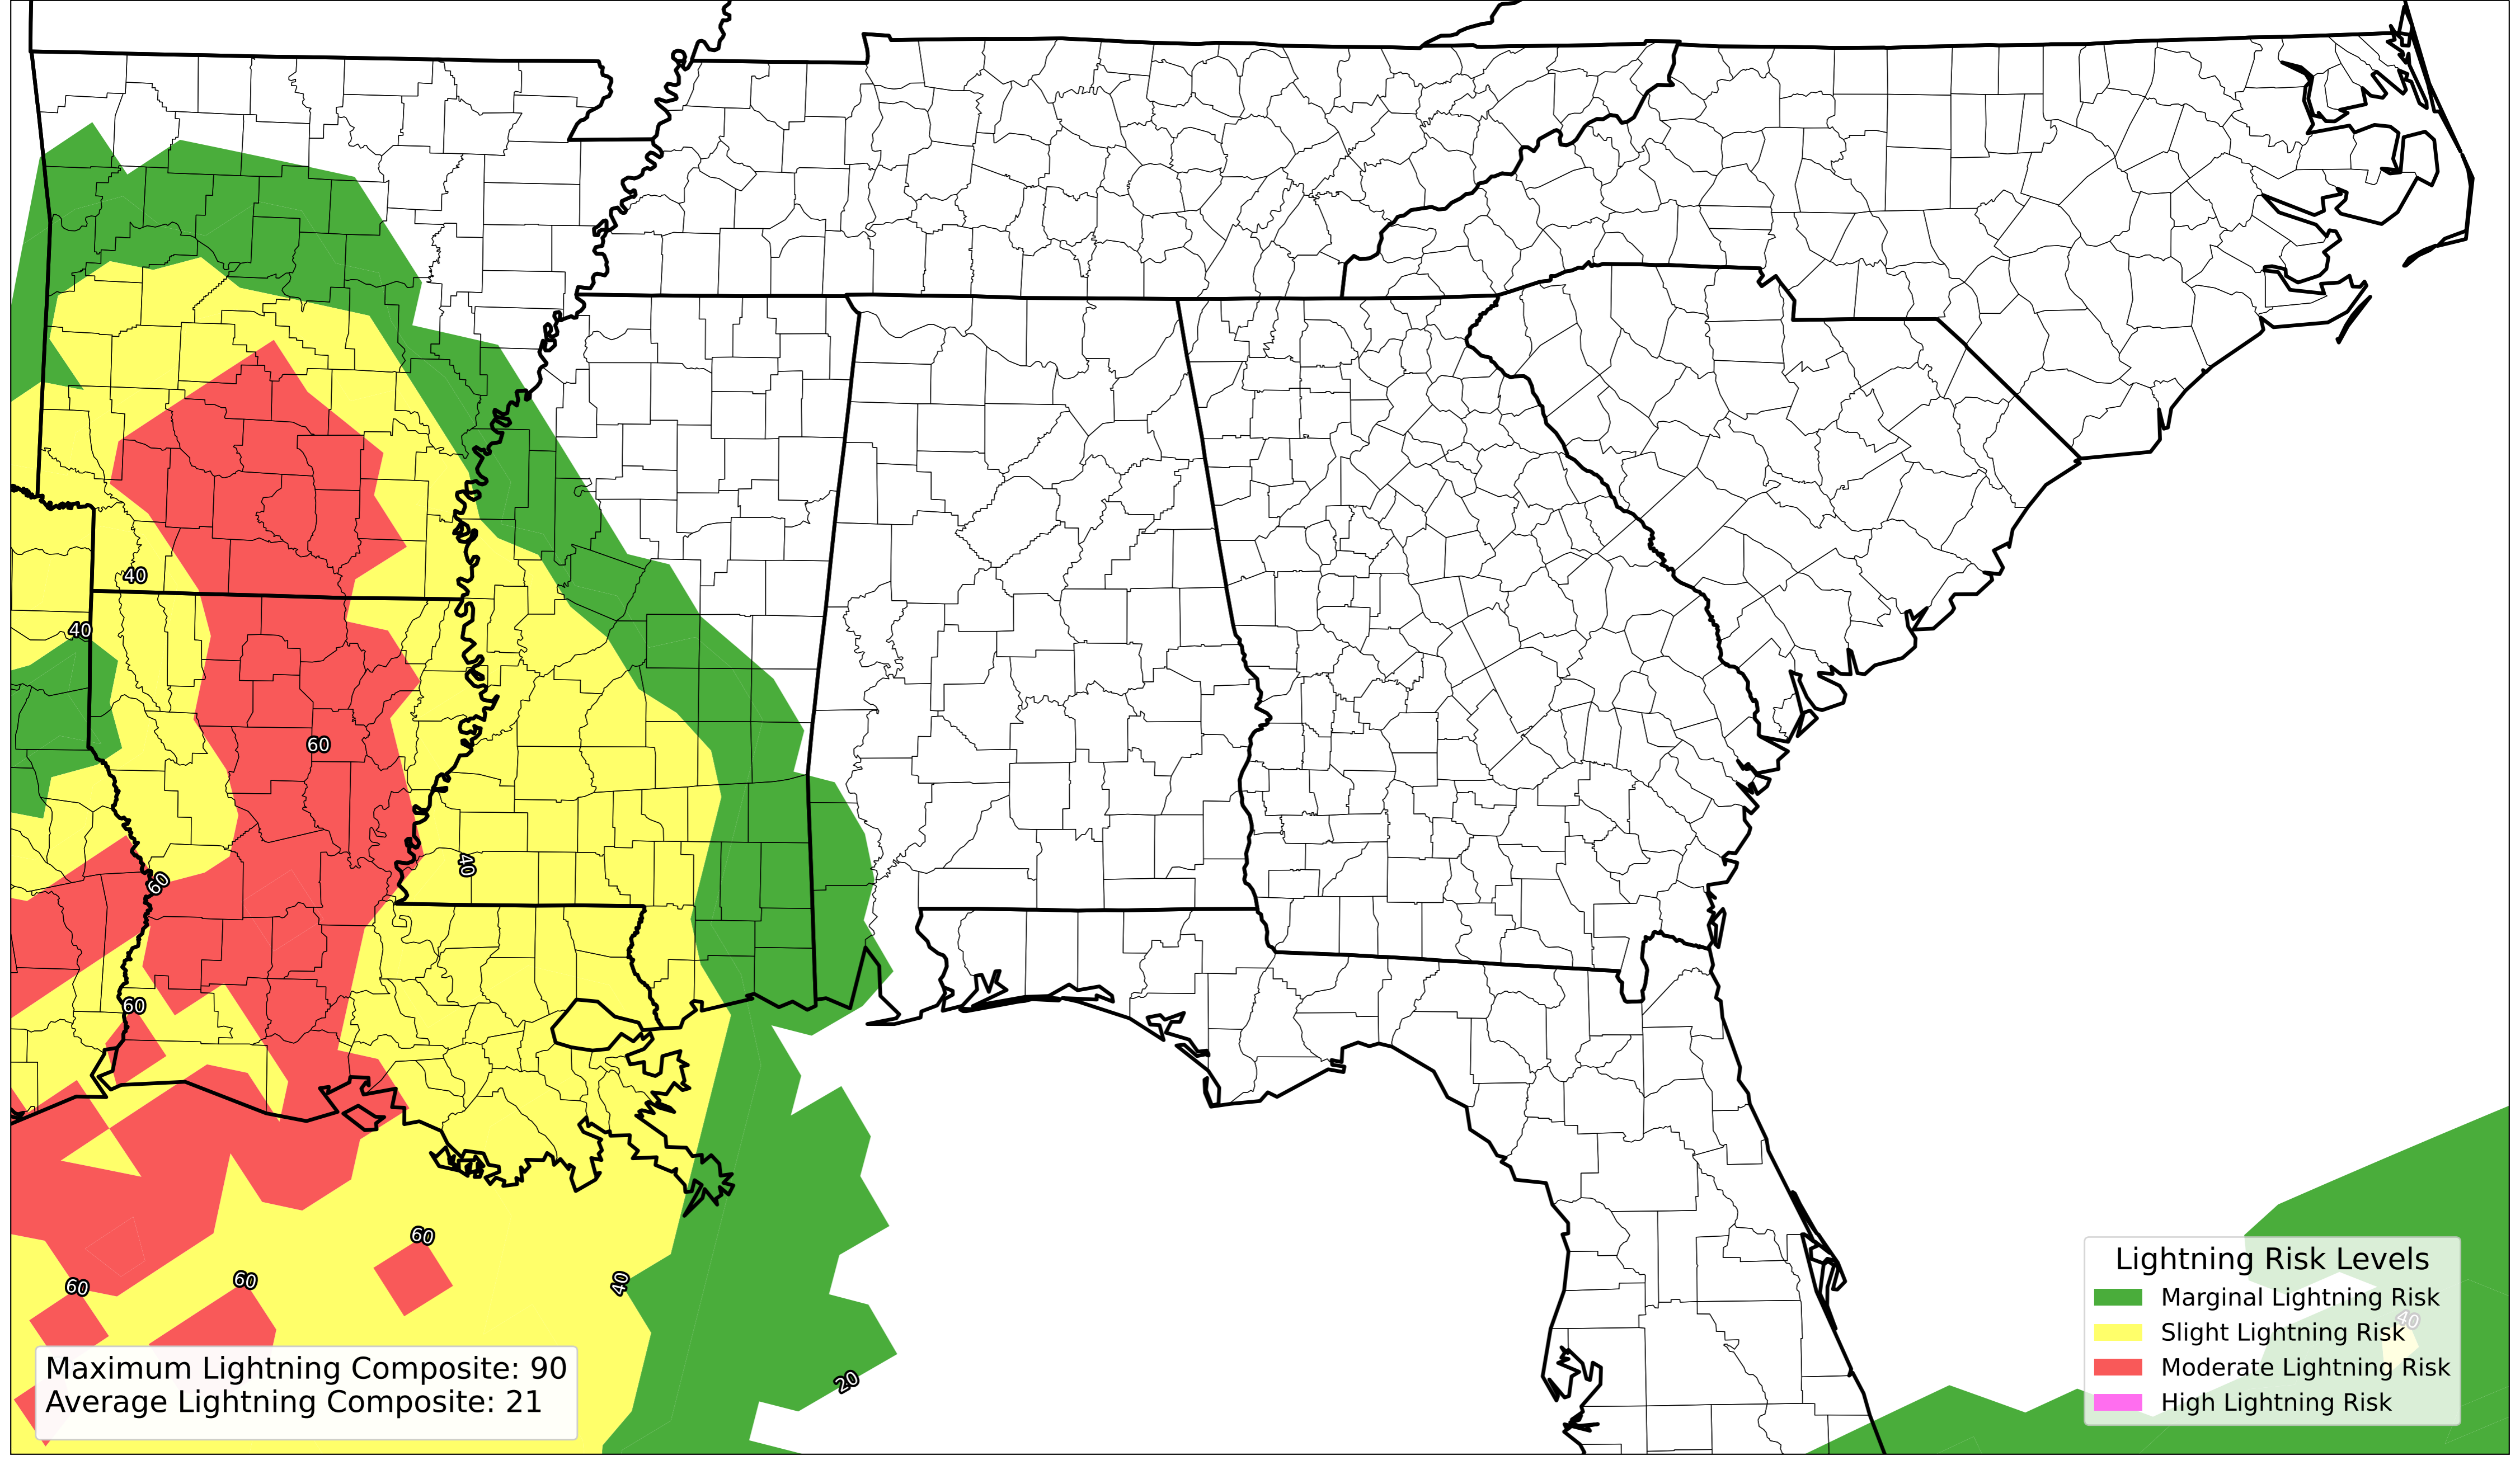 40
40
60
60
40
60
60
60
60
40
20
Lightning Risk Levels
Marginal Lightning Risk
40
Slight Lightning Risk
Moderate Lightning Risk
High Lightning Risk
Maximum Lightning Composite: 90
Average Lightning Composite: 21